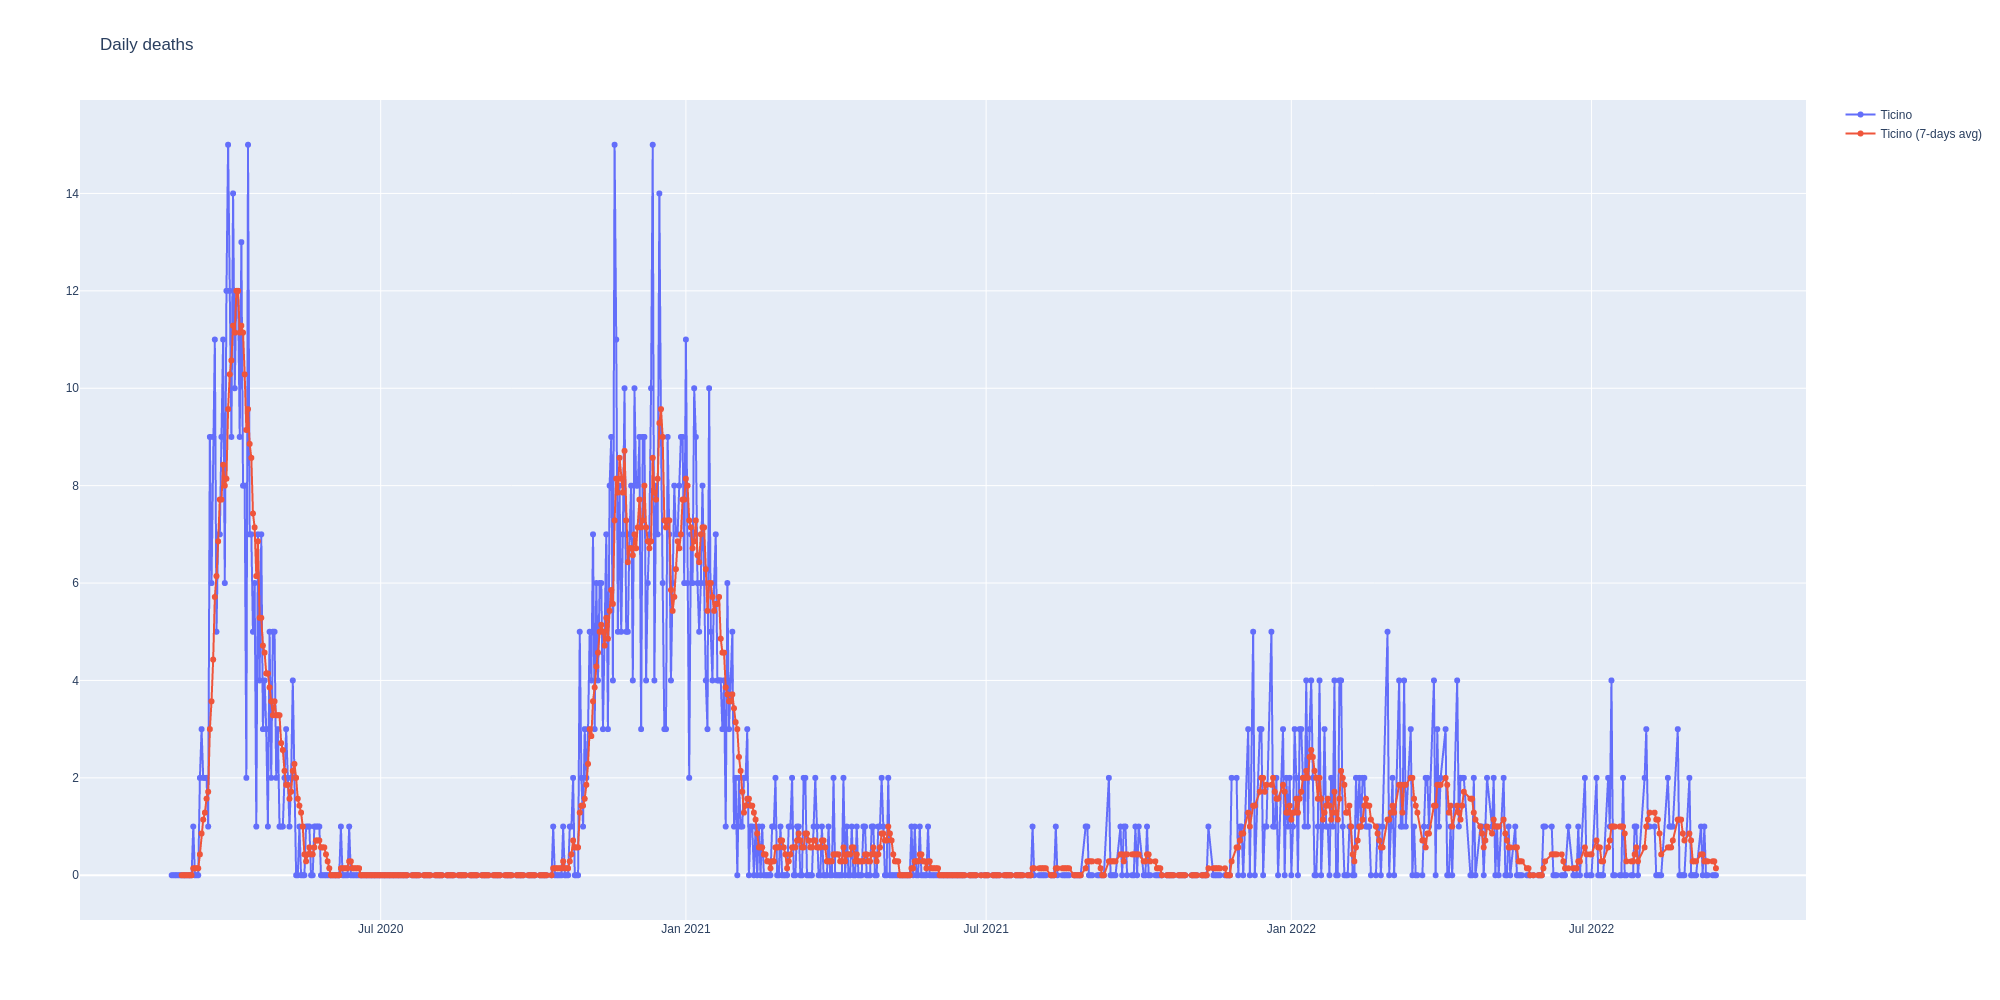 Daily deaths
Ticino
Ticino (7-days avg)
14
12
10
8
6
4
2
0
Jul 2020
Jan 2021
Jul 2021
Jan 2022
Jul 2022